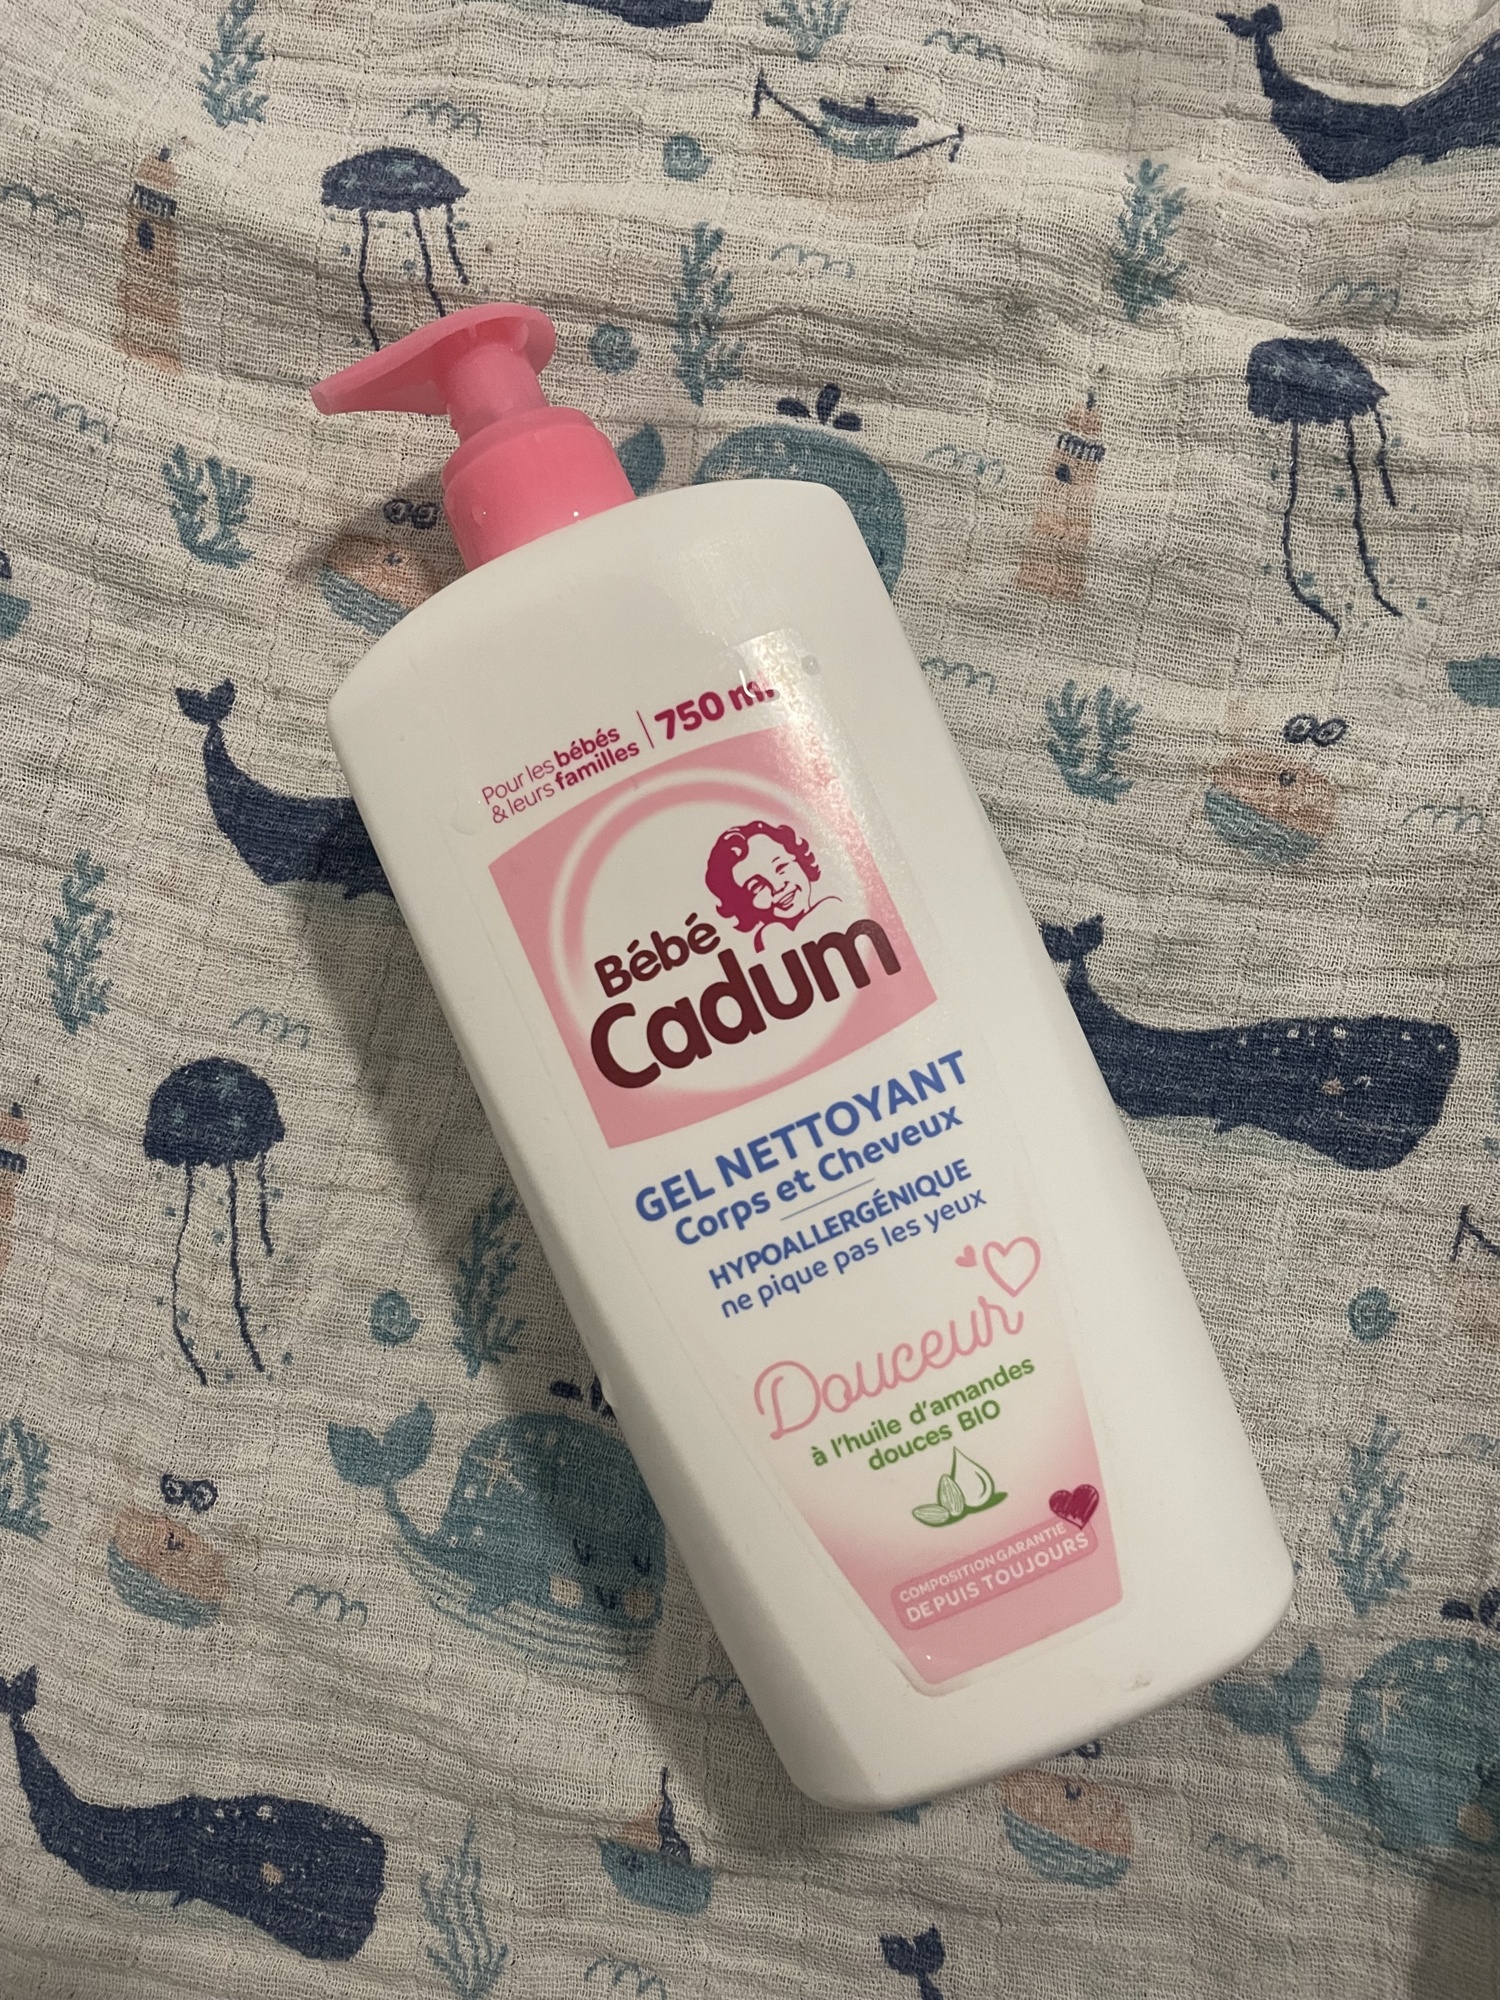 Pour les bébés
& leurs familles
750 ml
Bébé
Cadum
GEL NETTOYANT
Corps et Cheveux
HYPOALLERGÉNIQUE
ne pique pas les yeux
Douceur
à l'huile d'amandes
douces BIO
COMPOSITION GARANTIE
DEPUIS TOUJOURS